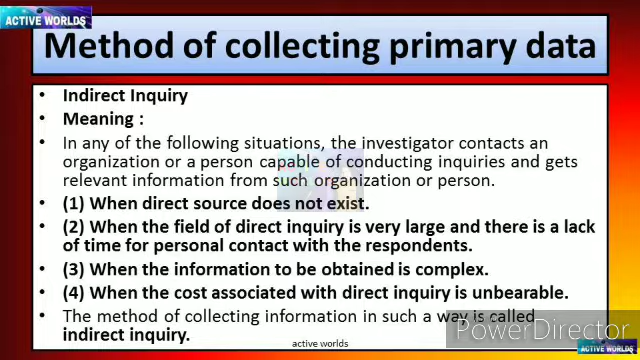 ACTIVE WORLDS
Method of collecting primary data
• Indirect Inquiry
• Meaning :
• In any of the following situations, the investigator contacts an
organization or a person capable of conducting inquiries and gets
relevant information from such organization or person.
• (1) When direct source does not exist.
• (2) When the field of direct inquiry is very large and there is a lack
of time for personal contact with the respondents.
• (3) When the information to be obtained is complex.
• (4) When the cost associated with direct inquiry is unbearable.
• The method of collecting information in such a way is called
indirect inquiry.
PowerDirector
active worlds
ACTIVE WORLDS